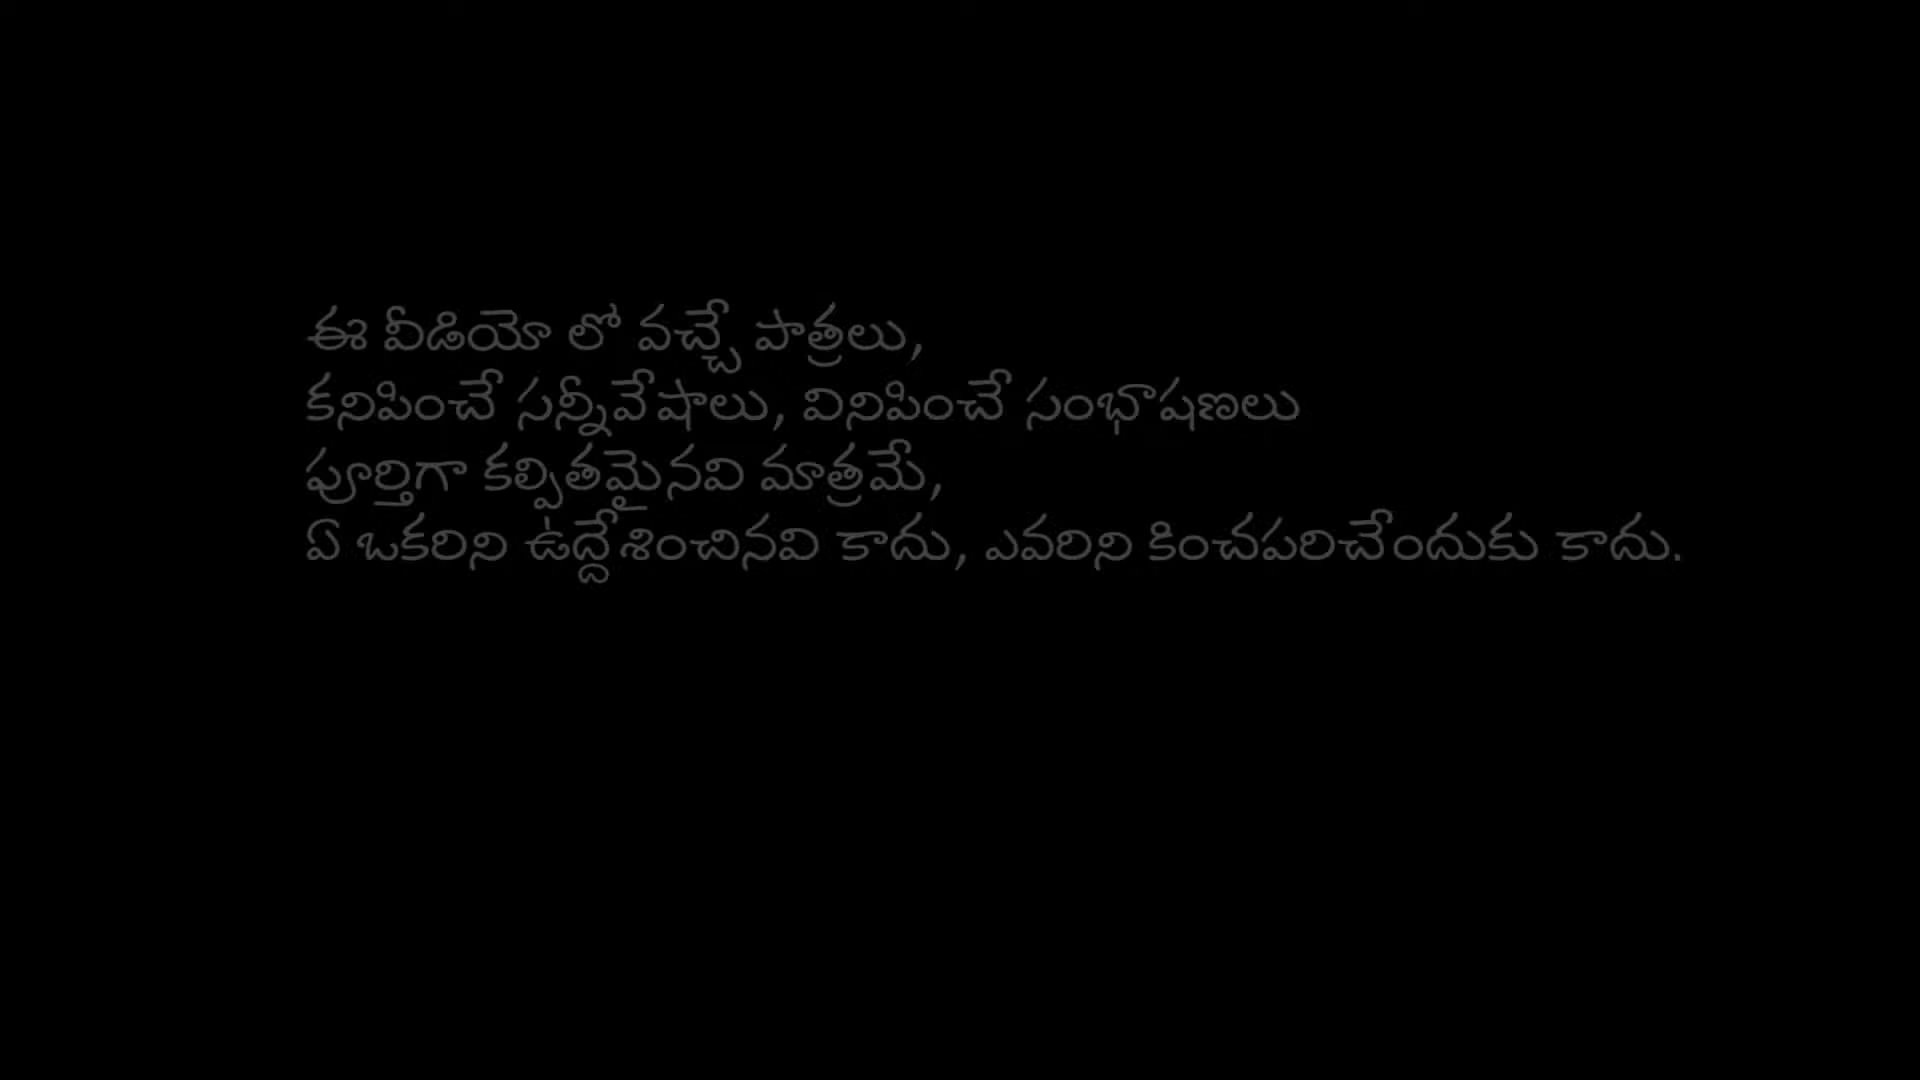 ఈ వీడియో లో వచ్చే పాత్రలు,
కనిపించే సన్నీవేషాలు, వినిపించే సంభాషణలు
పూర్తిగా కల్పితమైనవి మాత్రమే,
ఏ ఒకరిని ఉద్దేశించినవి కాదు, ఎవరిని కించపరిచేందుకు కాదు.